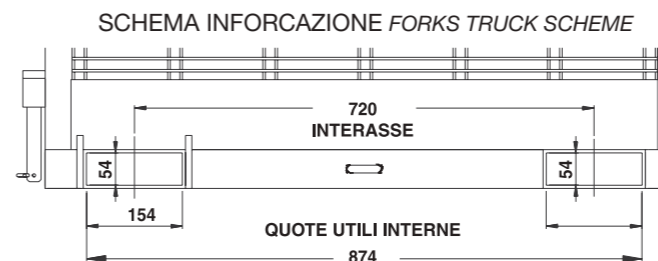 SCHEMA INFORCAZIONE FORKS TRUCK SCHEME
720
INTERASSE
54
54
154
QUOTE UTILI INTERNE
874